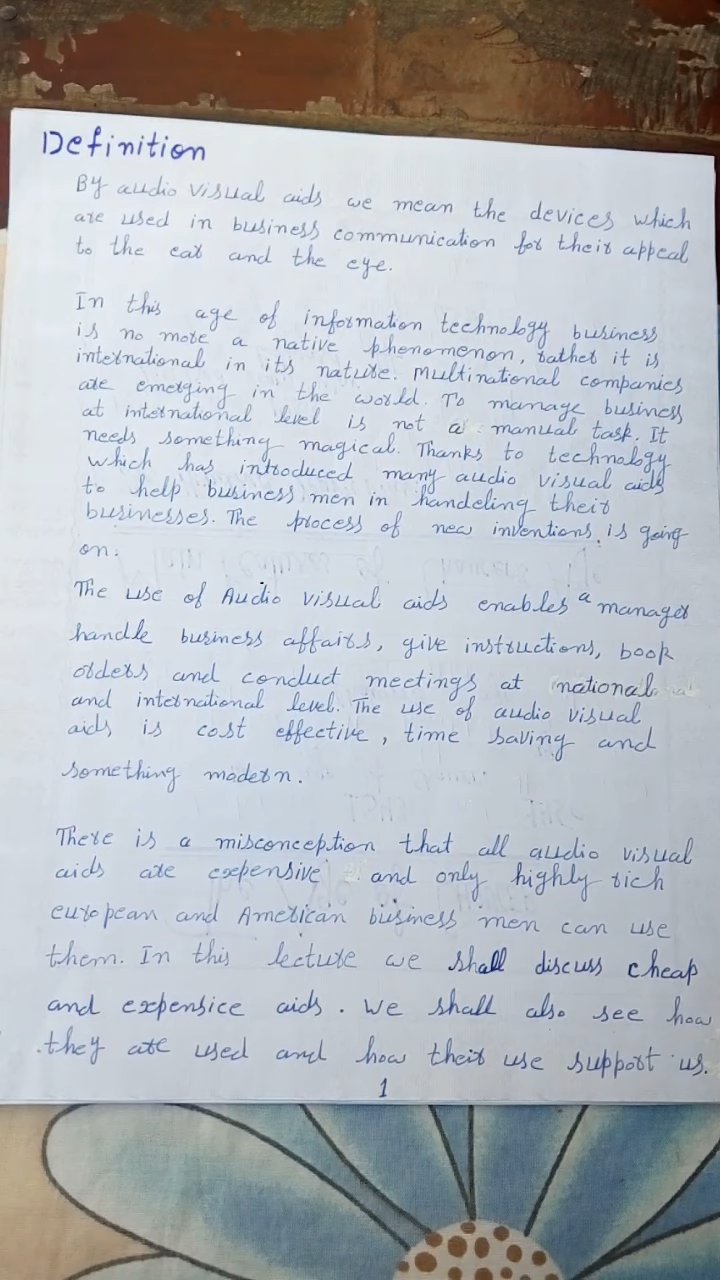 Definition
By audio visual aids we mean the devices which
are used in business communication for their appeal
to the ear and the eye.
In this age of information technology business
is no more a native phenomenon, rather it is
international in its nature. Multinational companies
are emerging in the world. To manage business
at international level is not a manual task. It
needs something magical. Thanks to technology
which has introduced many audio visual aids
to help business men in handeling their
businesses. The process of new inventions is going
on.
The use of Audio visual aids enables a manager
handle business affairs, give instructions, book
orders and conduct meetings at national
and international level. The use of audio visual
aids is cost effective, time saving and
something modern.
There is a misconception that all audio visual
aids are expensive and only highly rich
european and American business men can use
them. In this lecture we shall discuss cheap
and expensice aids. We shall also see how
they are used and how their use support us.
1